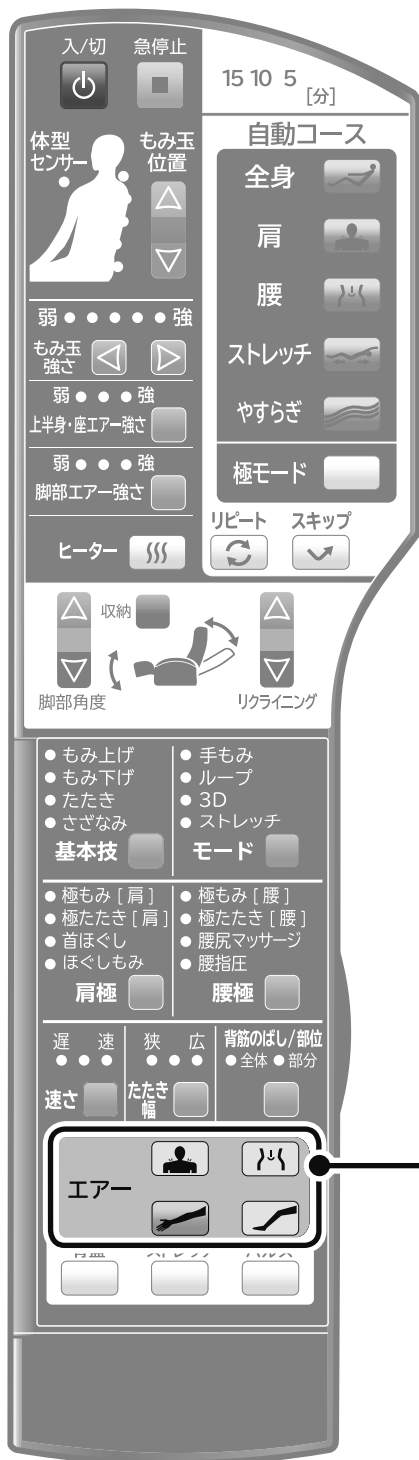 入/切 急停止
15 10 5
[分]
体型
センサー
もみ玉
位置
自動コース
全身
肩
腰
ストレッチ
やすらぎ
極モード
リピート スキップ
弱 強
もみ玉
強さ
弱 強
上半身・座エアー強さ
弱 強
脚部エアー強さ
ヒーター
収納
脚部角度
リクライニング
● もみ上げ
● もみ下げ
● たたき
● さざなみ
基本技
● 手もみ
● ループ
● 3D
● ストレッチ
モード
● 極もみ [肩]
● 極たたき [肩]
● 首ほぐし
● ほぐしもみ
肩極
● 極もみ [腰]
● 極たたき [腰]
● 腰尻マッサージ
● 腰指圧
腰極
遅 速
速さ
狭 広
たたき
幅
背筋のばし/部位
● 全体 ● 部分
エアー